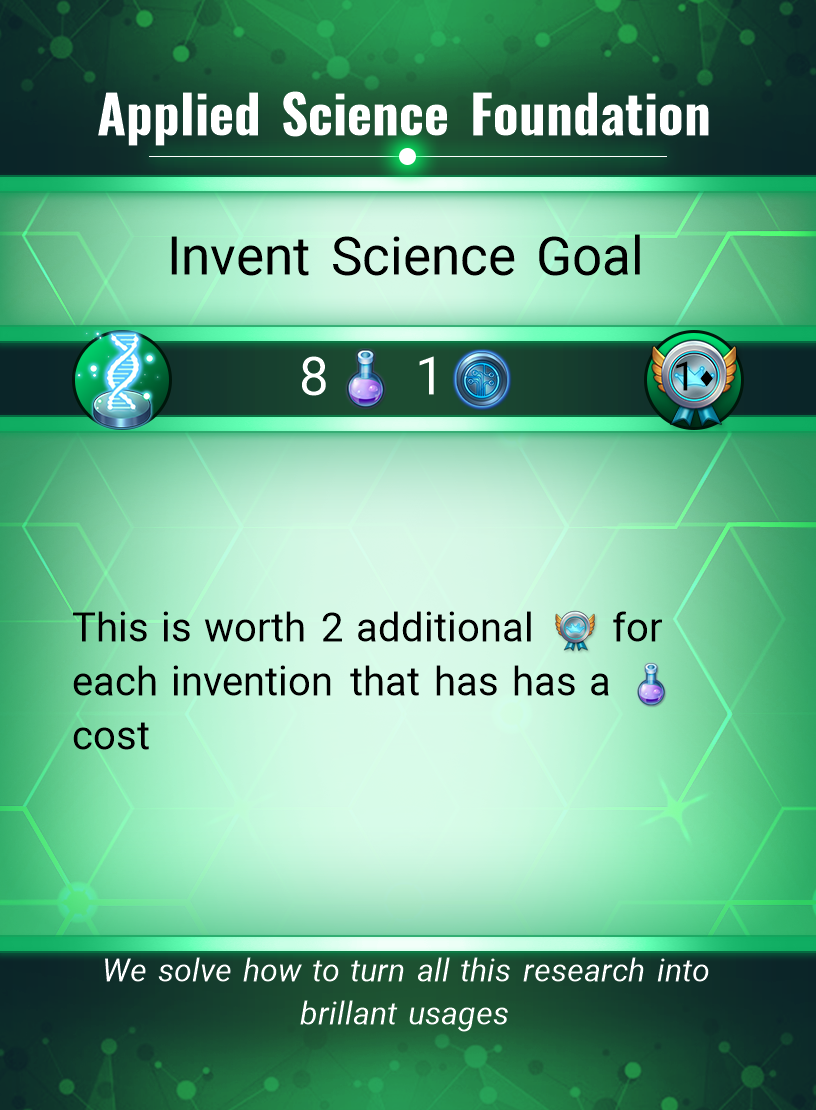 Applied Science Foundation
Invent Science Goal
8 1 1♦
This is worth 2 additional for
each invention that has has a
cost
We solve how to turn all this research into
brillant usages